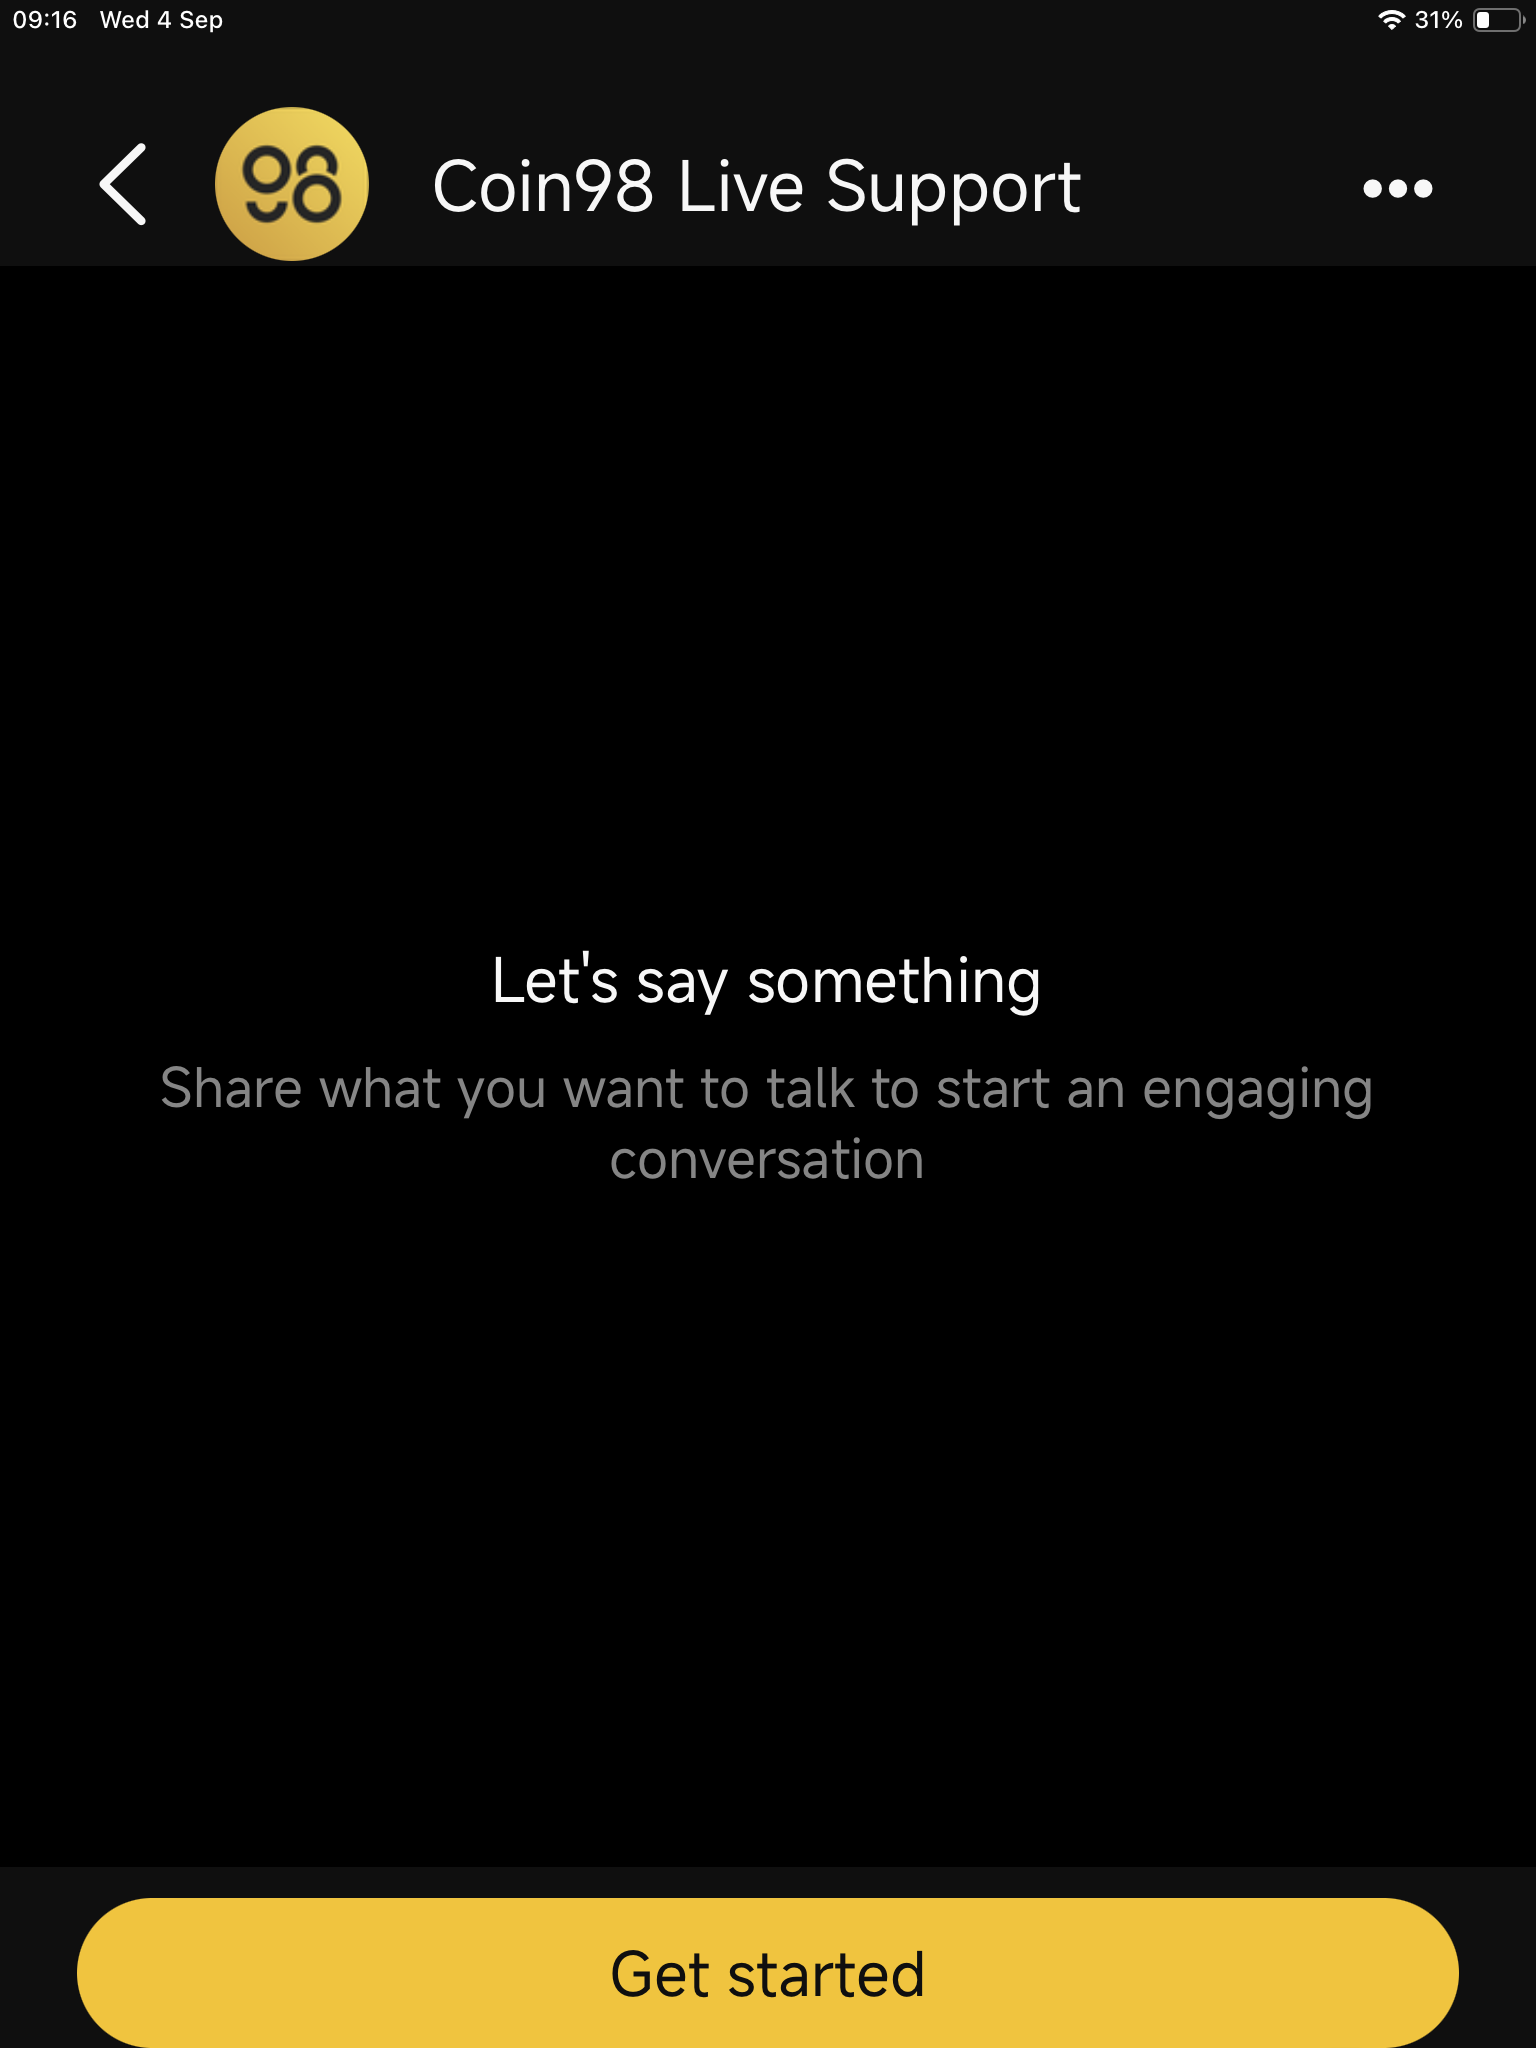 09:16 Wed 4 Sep 31%
98 Coin98 Live Support
Let's say something
Share what you want to talk to start an engaging
conversation
Get started